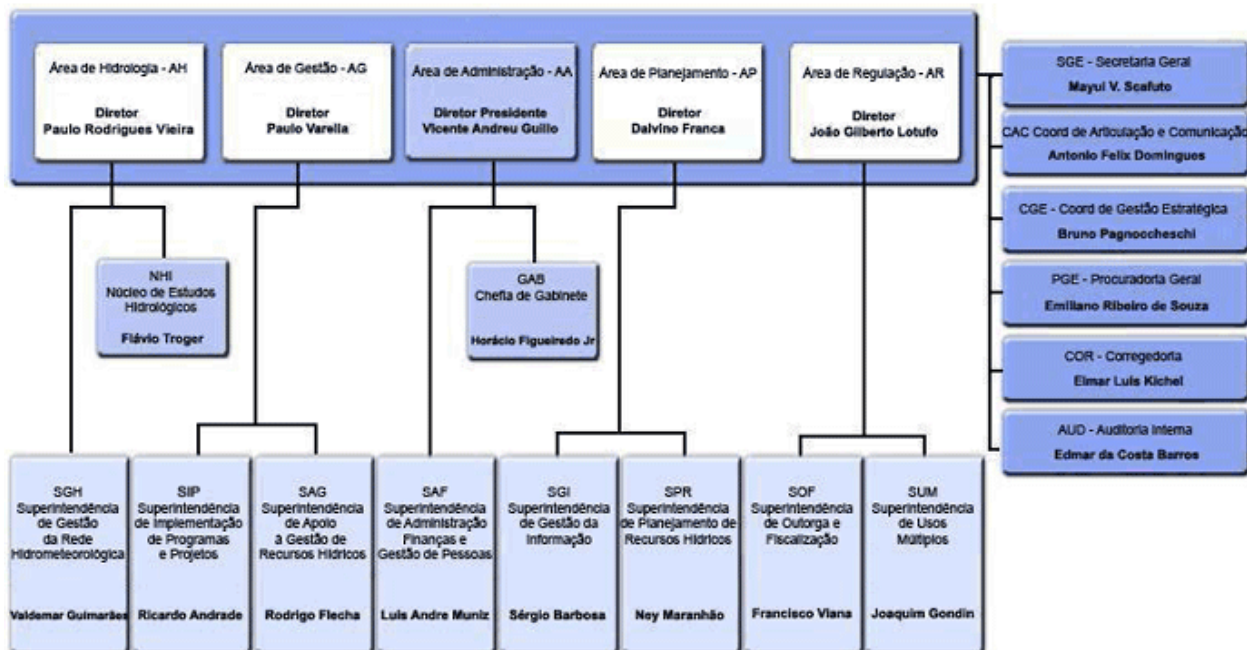 Área de Hidrologia - AH
Diretor
Paulo Rodrigues Vieira
Área de Gestão - AG
Diretor
Paulo Varella
Área de Administração - AA
Diretor Presidente
Vicente Andreu Guillo
Área de Planejamento - AP
Diretor
Dalvino Franca
Área de Regulação - AR
Diretor
João Gilberto Lotufo
SGE - Secretaria Geral
Mayui V. Scafuto
CAC Coord de Articulação e Comunicação
Antonio Felix Domingues
CGE - Coord de Gestão Estratégica
Bruno Pagnoccheschi
PGE - Procuradoria Geral
Emiliano Ribeiro de Souza
COR - Corregedoria
Elmar Luis Kichel
AUD - Auditoria Interna
Edmar da Costa Barros
NHI
Núcleo de Estudos
Hidrológicos
Flávio Troger
GAB
Chefia de Gabinete
Horácio Figueiredo Jr
SGH
Superintendência
de Gestão
da Rede
Hidrometeorológica
Valdemar Guimarães
SIP
Superintendência
de Implementação
de Programas
e Projetos
Ricardo Andrade
SAG
Superintendência
de Apoio
à Gestão de
Recursos Hídricos
Rodrigo Flecha
SAF
Superintendência
de Administração
Finanças e
Gestão de Pessoas
Luis Andre Muniz
SGI
Superintendência
de Gestão da
Informação
Sérgio Barbosa
SPR
Superintendência
de Planejamento de
Recursos Hídricos
Ney Maranhão
SOF
Superintendência
de Outorga e
Fiscalização
Francisco Viana
SUM
Superintendência
de Usos
Múltiplos
Joaquim Gondin